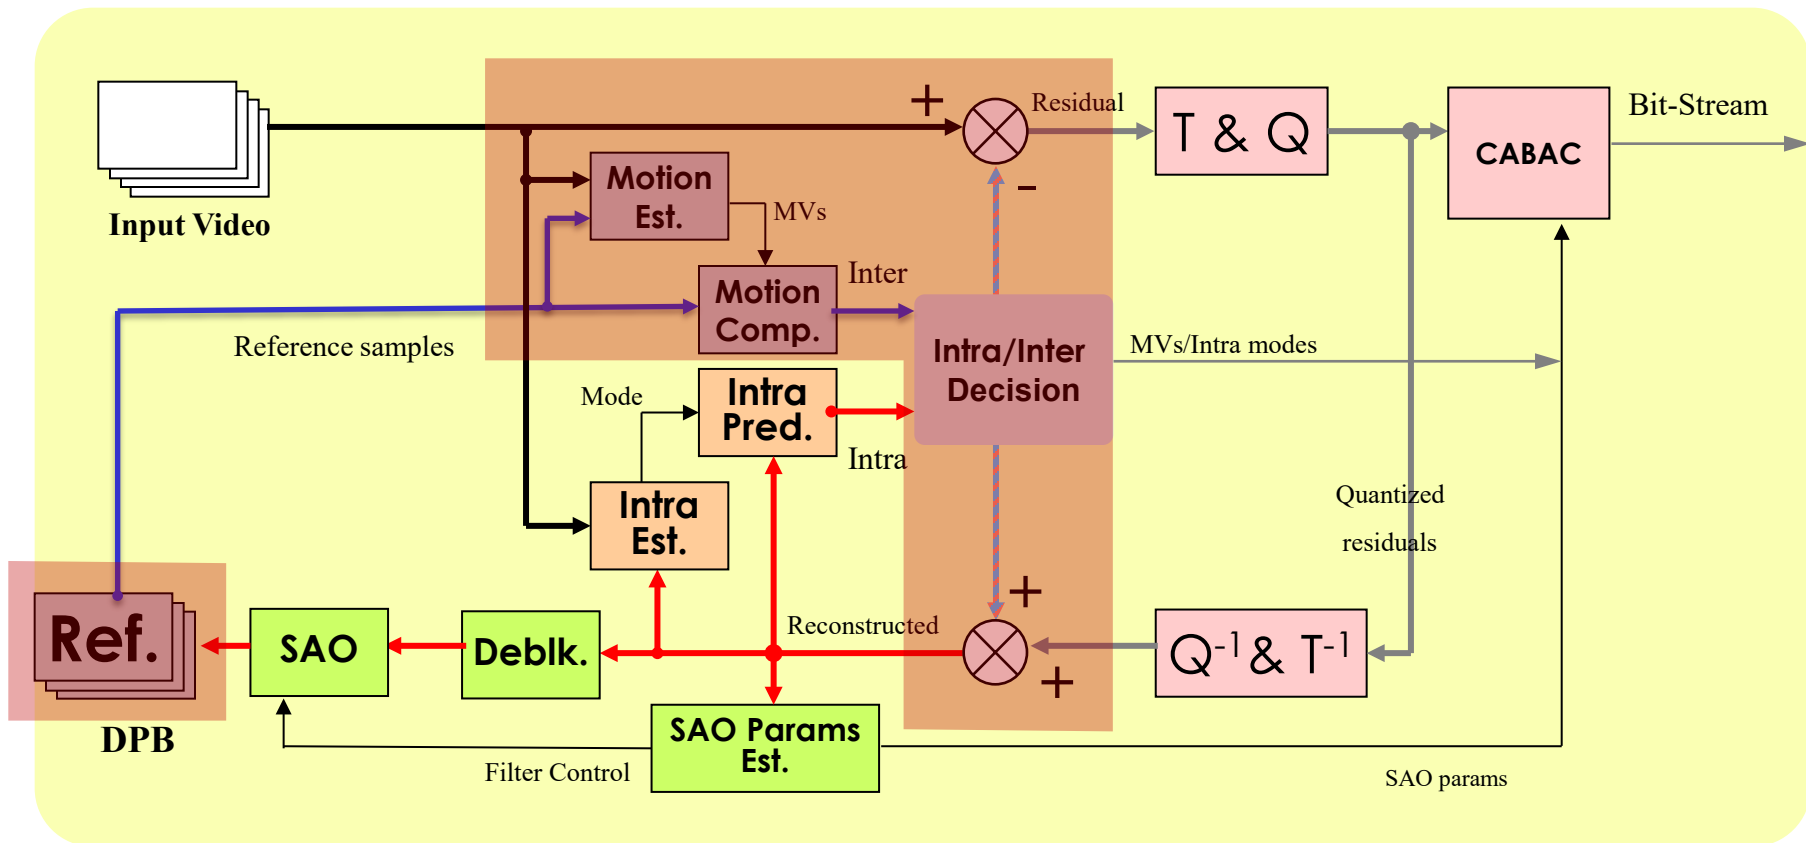 Input Video
+
Residual
T & Q
CABAC
Bit-Stream
Motion
Est.
MVs
-
Motion
Comp.
Inter
Reference samples
Intra/Inter
Decision
MVs/Intra modes
Mode
Intra
Pred.
Intra
Intra
Est.
Quantized
residuals
Ref.
DPB
SAO
Deblk.
Reconstructed
+
+
Q-1 & T-1
SAO Params
Est.
Filter Control
SAO params